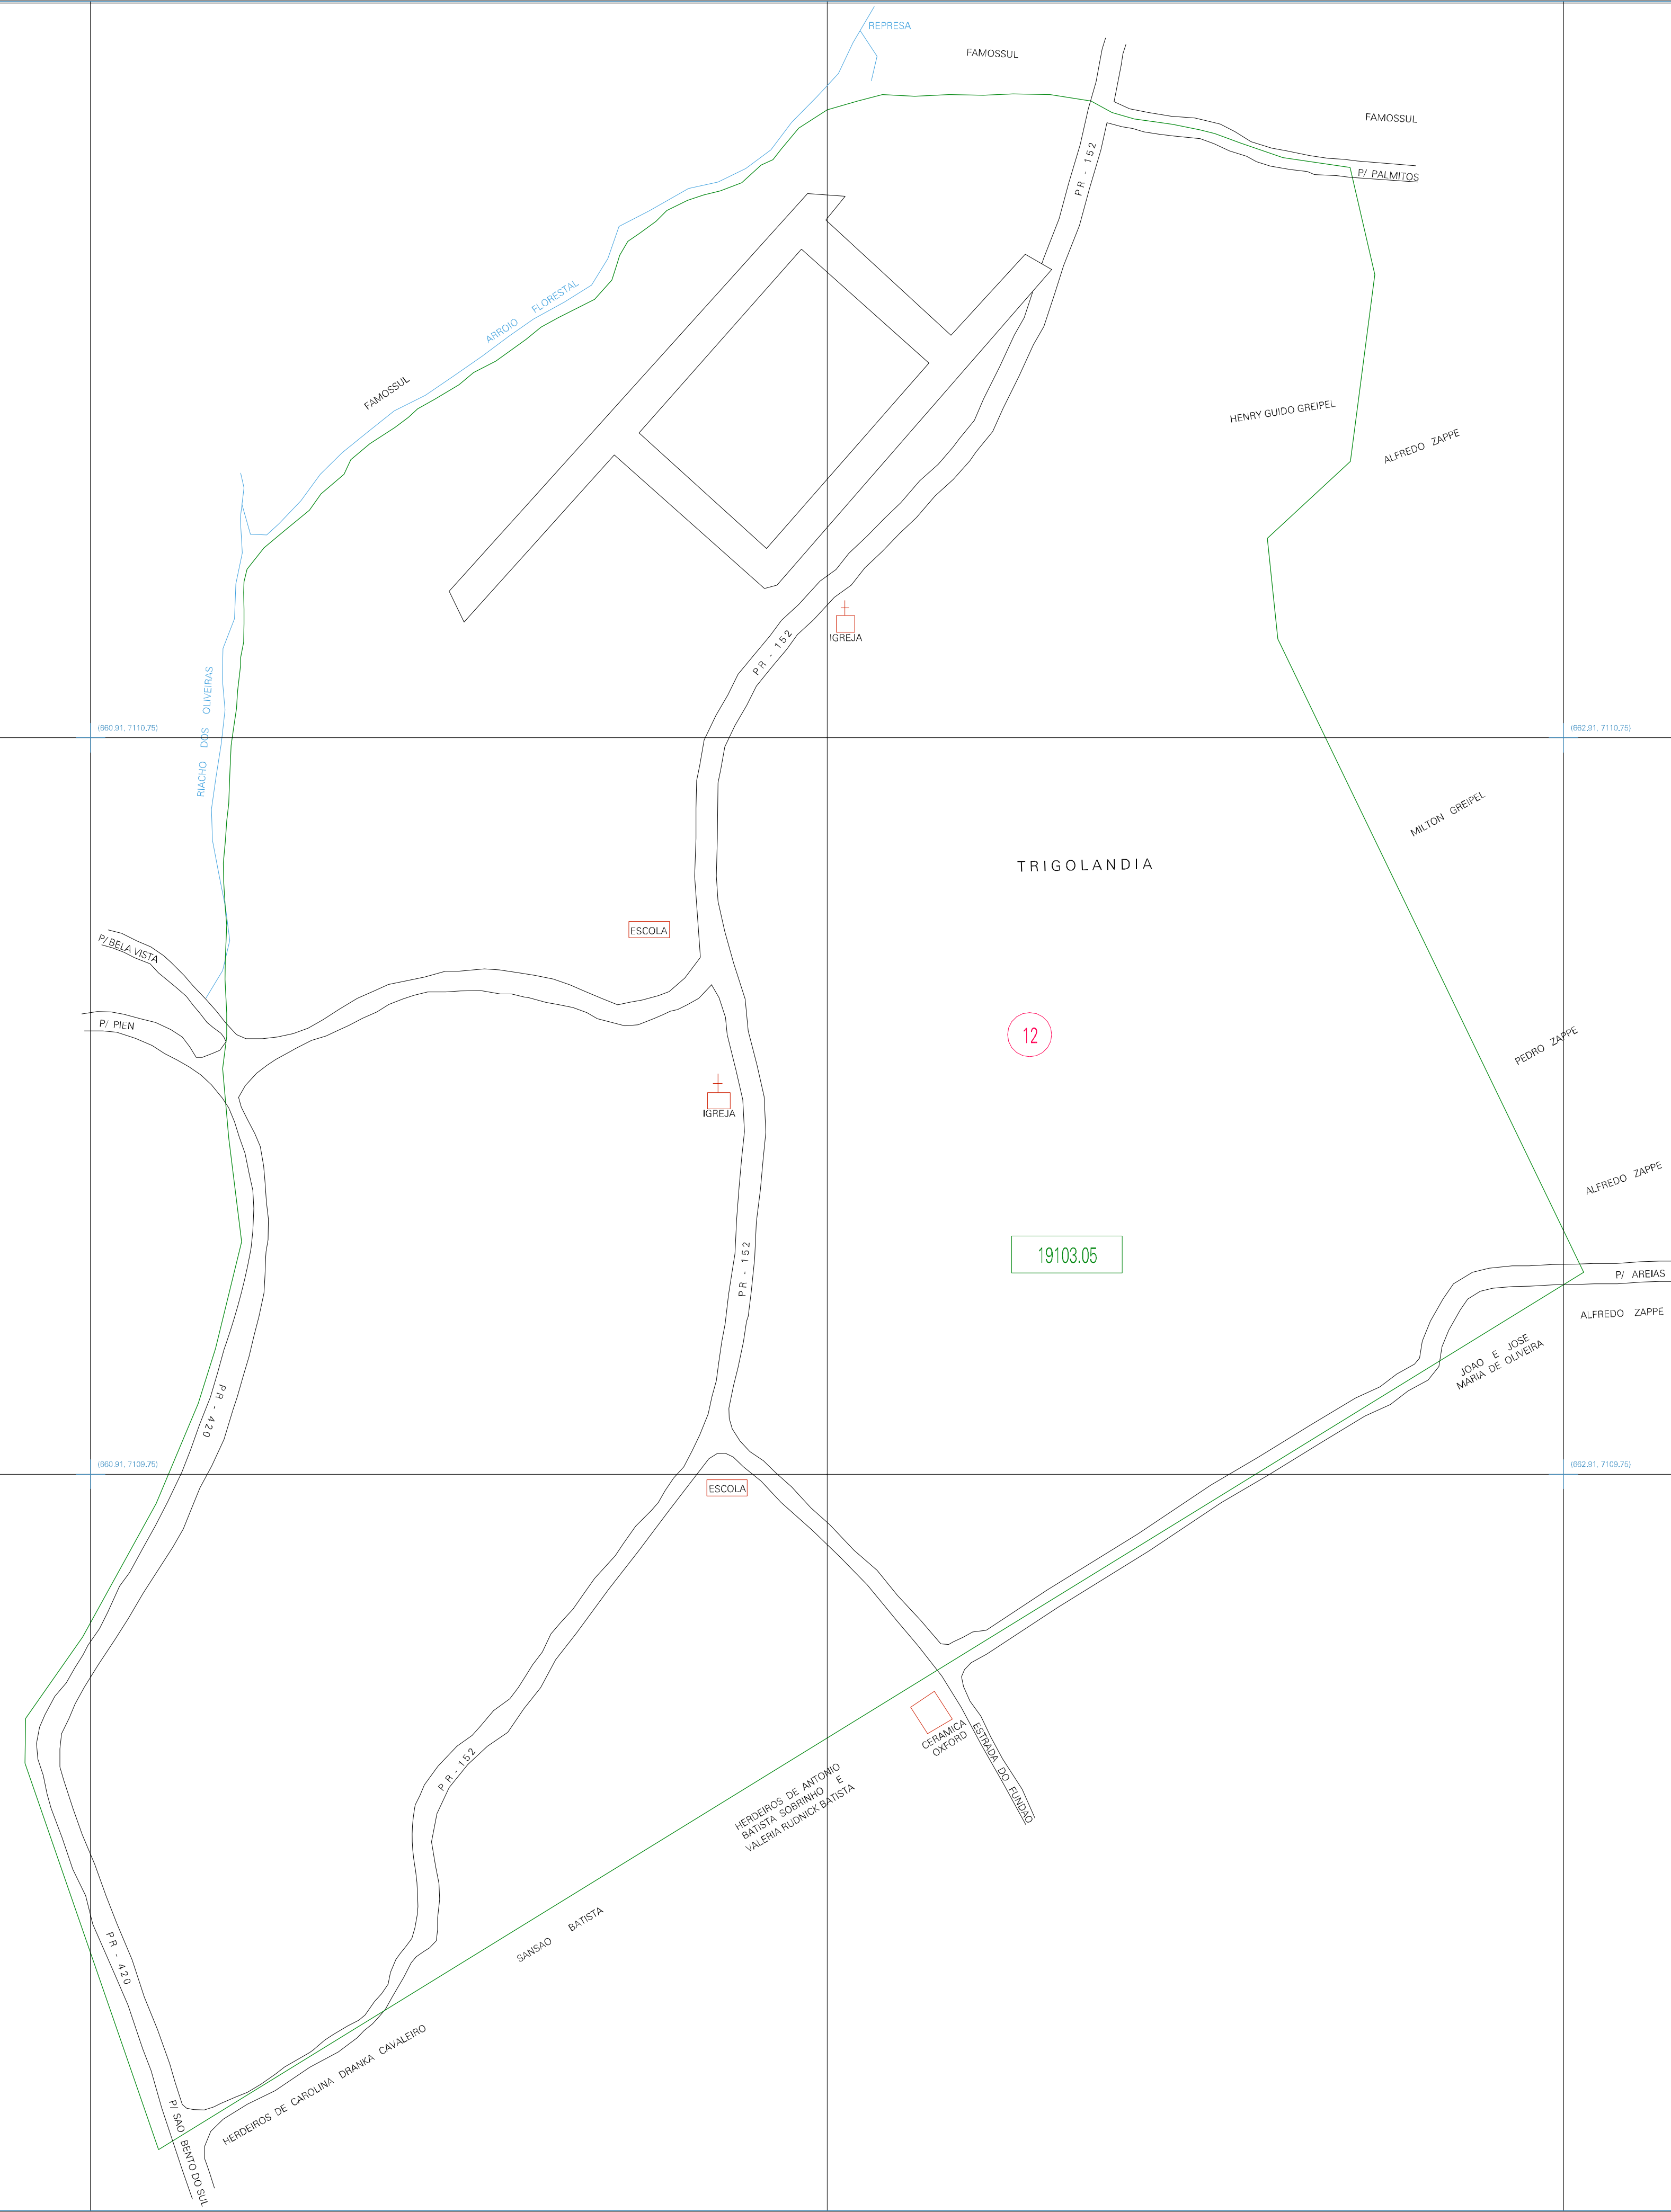 REPRESA
FAMOSSUL
FAMOSSUL
P/ PALMITOS
PR - 152
ARROIO FLORESTAL
FAMOSSUL
HENRY GUIDO GREIPEL
ALFREDO ZAPPE
IGREJA
PR - 152
RIACHO DOS OLIVEIRAS
(660,91, 7110,75)
(662,91, 7110,75)
MILTON GREIPEL
TRIGOLANDIA
ESCOLA
P/ BELA VISTA
P/ PIEN
12
PEDRO ZAPPE
IGREJA
ALFREDO ZAPPE
19103.05
PR - 152
P/ AREIAS
ALFREDO ZAPPE
JOAO E JOSE
MARIA DE OLIVEIRA
PR - 420
(660,91, 7109,75)
(662,91, 7109,75)
ESCOLA
CERAMICA
OXFORD
ESTRADA DO FUNDAO
PR - 152
HERDEIROS DE ANTONIO
BATISTA SOBRINHO E
VALERIA RUDNICK BATISTA
SANSAO BATISTA
PR - 420
HERDEIROS DE CAROLINA DRANKA CAVALEIRO
P/ SAO BENTO DO SUL